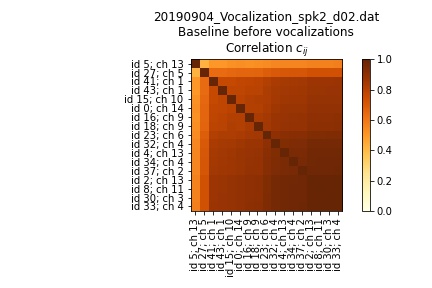 20190904_Vocalization_spk2_d02.dat
Baseline before vocalizations
Correlation c_ij
id 5; ch 13
id 27; ch 5
id 41; ch 1
id 43; ch 1
id 15; ch 10
id 0; ch 14
id 16; ch 9
id 18; ch 9
id 23; ch 6
id 32; ch 4
id 4; ch 13
id 34; ch 4
id 37; ch 2
id 2; ch 13
id 8; ch 11
id 30; ch 3
id 33; ch 4
1.0
0.8
0.6
0.4
0.2
0.0
id 5; ch 13
id 27; ch 5
id 41; ch 1
id 43; ch 1
id 15; ch 10
id 0; ch 14
id 16; ch 9
id 18; ch 9
id 23; ch 6
id 32; ch 4
id 4; ch 13
id 34; ch 4
id 37; ch 2
id 2; ch 13
id 8; ch 11
id 30; ch 3
id 33; ch 4